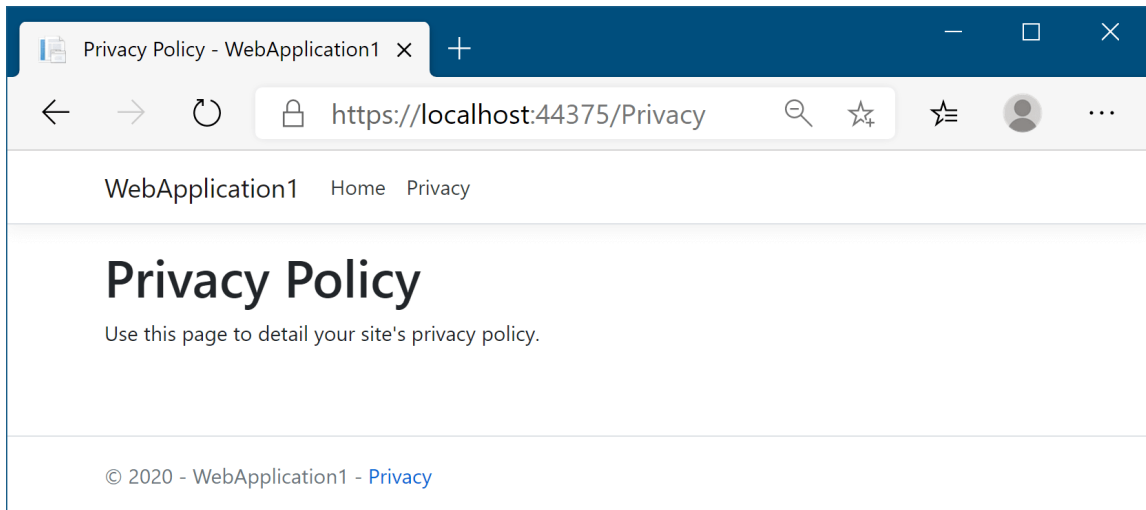 Privacy Policy - WebApplication1
https://localhost:44375/Privacy
WebApplication1 Home Privacy
Privacy Policy
Use this page to detail your site's privacy policy.
© 2020 - WebApplication1 - Privacy